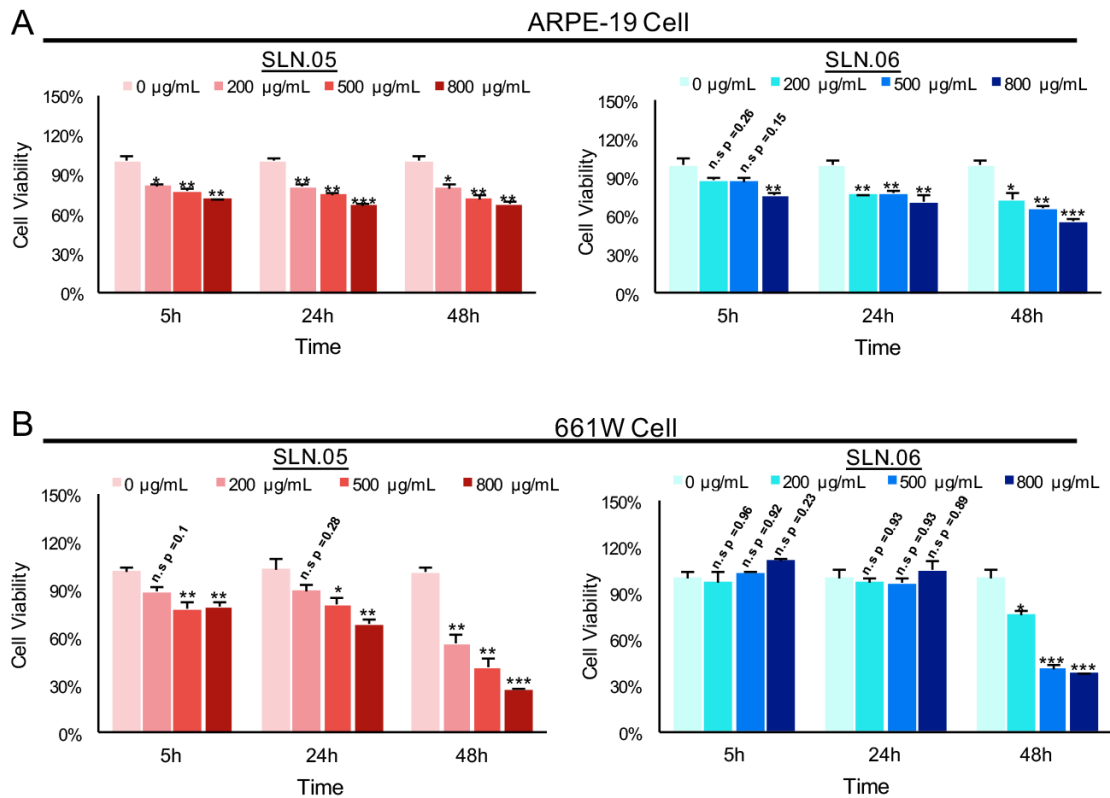 A
ARPE-19 Cell
SLN.05
0 µg/mL 200 µg/mL 500 µg/mL 800 µg/mL
150%
120%
90%
60%
30%
0%
Cell Viability
* ** **
** ** ***
* ** **
5h 24h 48h
Time
SLN.06
0 µg/mL 200 µg/mL 500 µg/mL 800 µg/mL
150%
120%
90%
60%
30%
0%
Cell Viability
n.s p =0.26
n.s p =0.15
**
** ** **
* ** ***
5h 24h 48h
Time
B
661W Cell
SLN.05
0 µg/mL 200 µg/mL 500 µg/mL 800 µg/mL
150%
120%
90%
60%
30%
0%
Cell Viability
n.s p =0.1
** **
n.s p =0.28
* **
** ** ***
5h 24h 48h
Time
SLN.06
0 µg/mL 200 µg/mL 500 µg/mL 800 µg/mL
150%
120%
90%
60%
30%
0%
Cell Viability
n.s p =0.96
n.s p =0.92
n.s p =0.23
n.s p =0.93
n.s p =0.93
n.s p =0.89
* *** ***
5h 24h 48h
Time